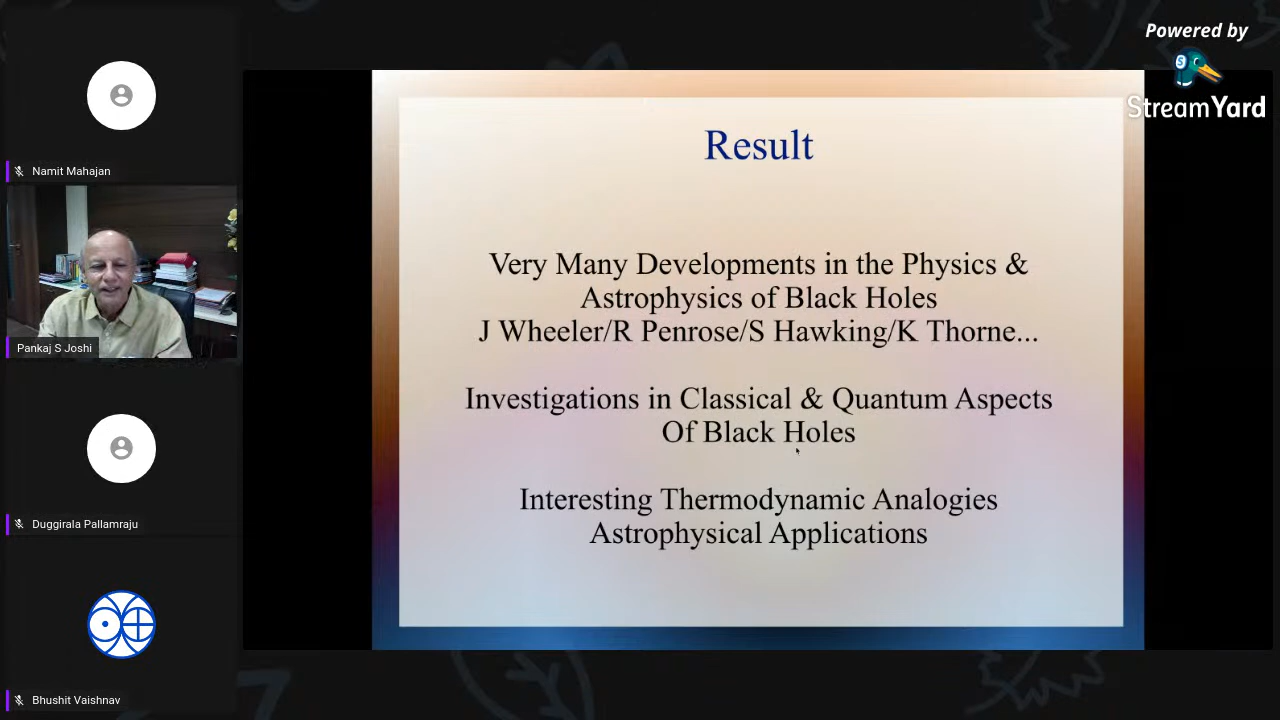 Namit Mahajan
Pankaj S Joshi
Duggirala Pallamraju
Bhushit Vaishnav
Result
Very Many Developments in the Physics &
Astrophysics of Black Holes
J Wheeler/R Penrose/S Hawking/K Thorne...
Investigations in Classical & Quantum Aspects
Of Black Holes
Interesting Thermodynamic Analogies
Astrophysical Applications
Powered by
S
StreamYard